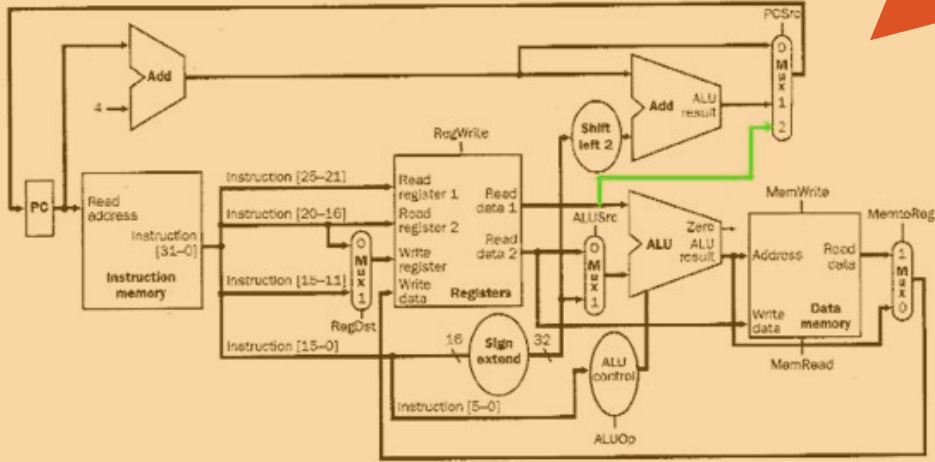 PCSrc
Add
4
0
M
u
x
1
2
Add
ALU
result
Shift
left 2
RegWrite
Instruction [25–21]
Read
register 1
Read
data 1
PC
Read
address
Instruction [20–16]
Read
register 2
ALUSrc
Zero
ALU
ALU
result
MemWrite
MemtoReg
Instruction
[31–0]
Instruction
memory
0
M
u
x
1
Write
register
Read
data 2
0
M
u
x
1
Address
Read
data
1
M
u
x
0
Instruction [15–11]
Write
data
Registers
RegDst
Write
data
Data
memory
Instruction [15–0]
16
Sign
extend
32
ALU
control
MemRead
Instruction [5–0]
ALUOp